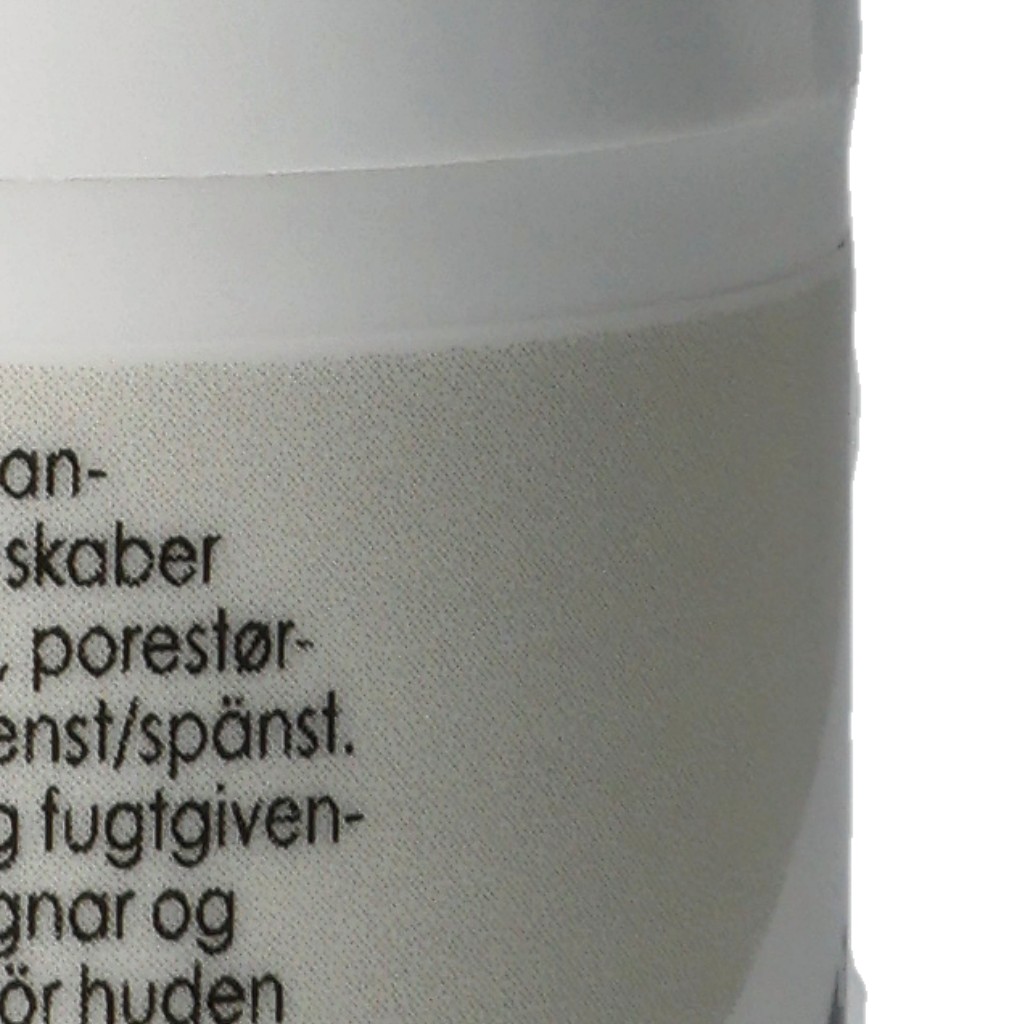 an-
skaber
, porestør-
enst/spänst.
g fugtgiven-
gnar og
ör huden